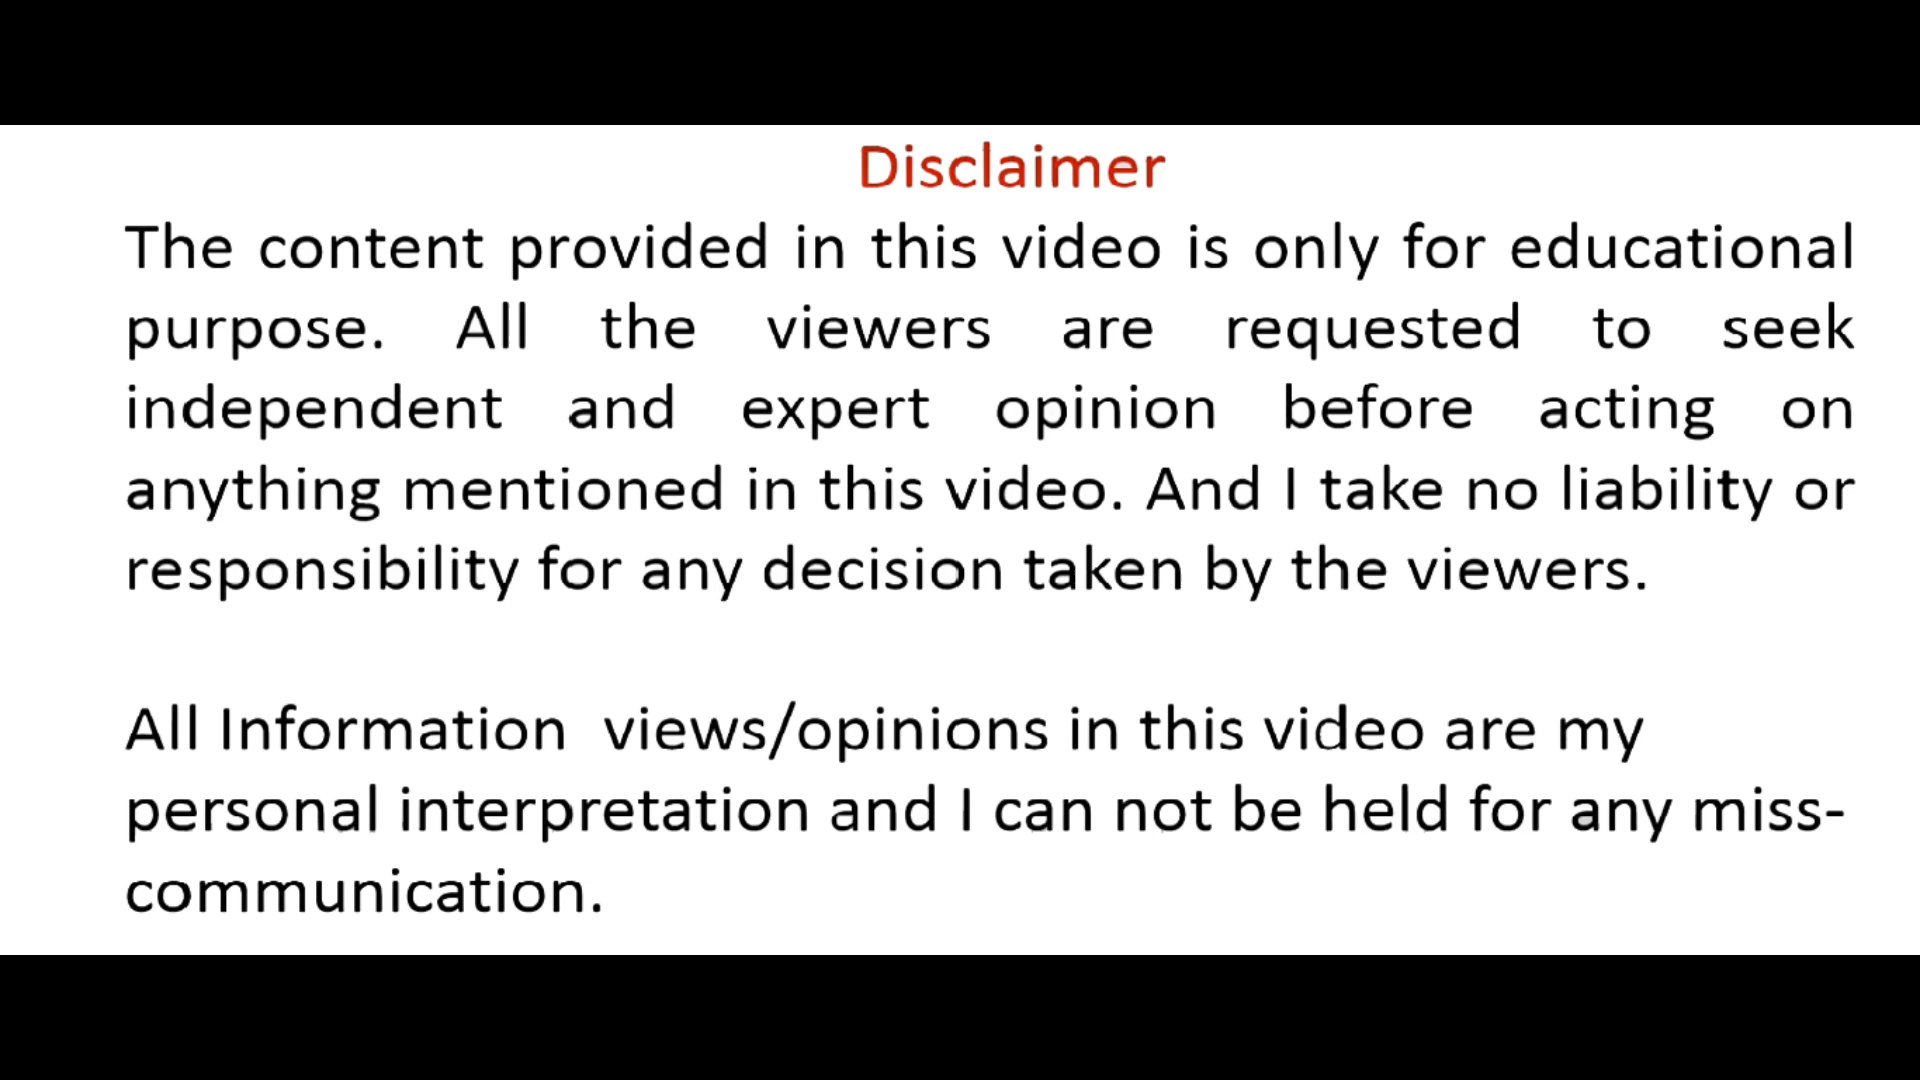 Disclaimer
The content provided in this video is only for educational
purpose. All the viewers are requested to seek
independent and expert opinion before acting on
anything mentioned in this video. And I take no liability or
responsibility for any decision taken by the viewers.
All Information  views/opinions in this video are my
personal interpretation and I can not be held for any miss-
communication.